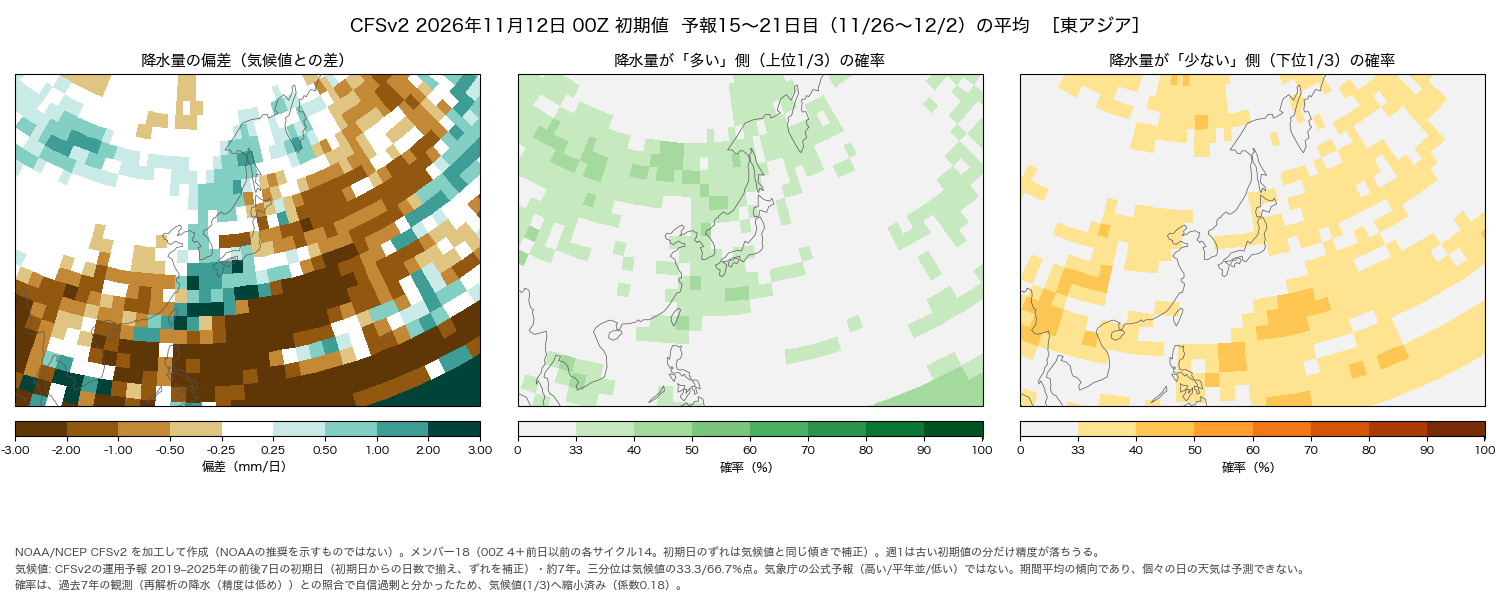 CFSv2 2026年11月12日 00Z 初期値  予報15～21日目（11/26～12/2）の平均  ［東アジア］
降水量の偏差（気候値との差）
降水量が「多い」側（上位1/3）の確率
降水量が「少ない」側（下位1/3）の確率
-3.00 -2.00 -1.00 -0.50 -0.25 0.25 0.50 1.00 2.00 3.00
偏差（mm/日）
0 33 40 50 60 70 80 90 100
確率（%）
0 33 40 50 60 70 80 90 100
確率（%）
NOAA/NCEP CFSv2 を加工して作成（NOAAの推奨を示すものではない）。メンバー18（00Z 4＋前日以前の各サイクル14。初期日のずれは気候値と同じ傾きで補正）。週1は古い初期値の分だけ精度が落ちうる。
気候値: CFSv2の運用予報 2019–2025年の前後7日の初期日（初期日からの日数で揃え、ずれを補正）・約7年。三分位は気候値の33.3/66.7%点。気象庁の公式予報（高い/平年並/低い）ではない。期間平均の傾向であり、個々の日の天気は予測できない。
確率は、過去7年の観測（再解析の降水（精度は低め））との照合で自信過剰と分かったため、気候値(1/3)へ縮小済み（係数0.18）。